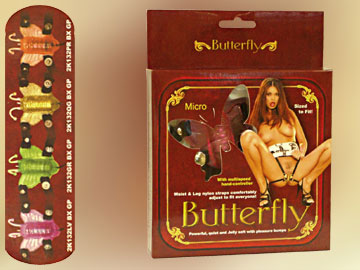 Butterfly
Micro
Sized
to Fit!
With multispeed
hand-controller
Waist & Leg nylon straps comfortably
adjust to fit everyone!
Butterfly
Powerful, quiet and Jelly soft with pleasure bumps
2K132PR BX GP
2K132OG BX GP
2K132GR BX GP
2K132LV BX GP